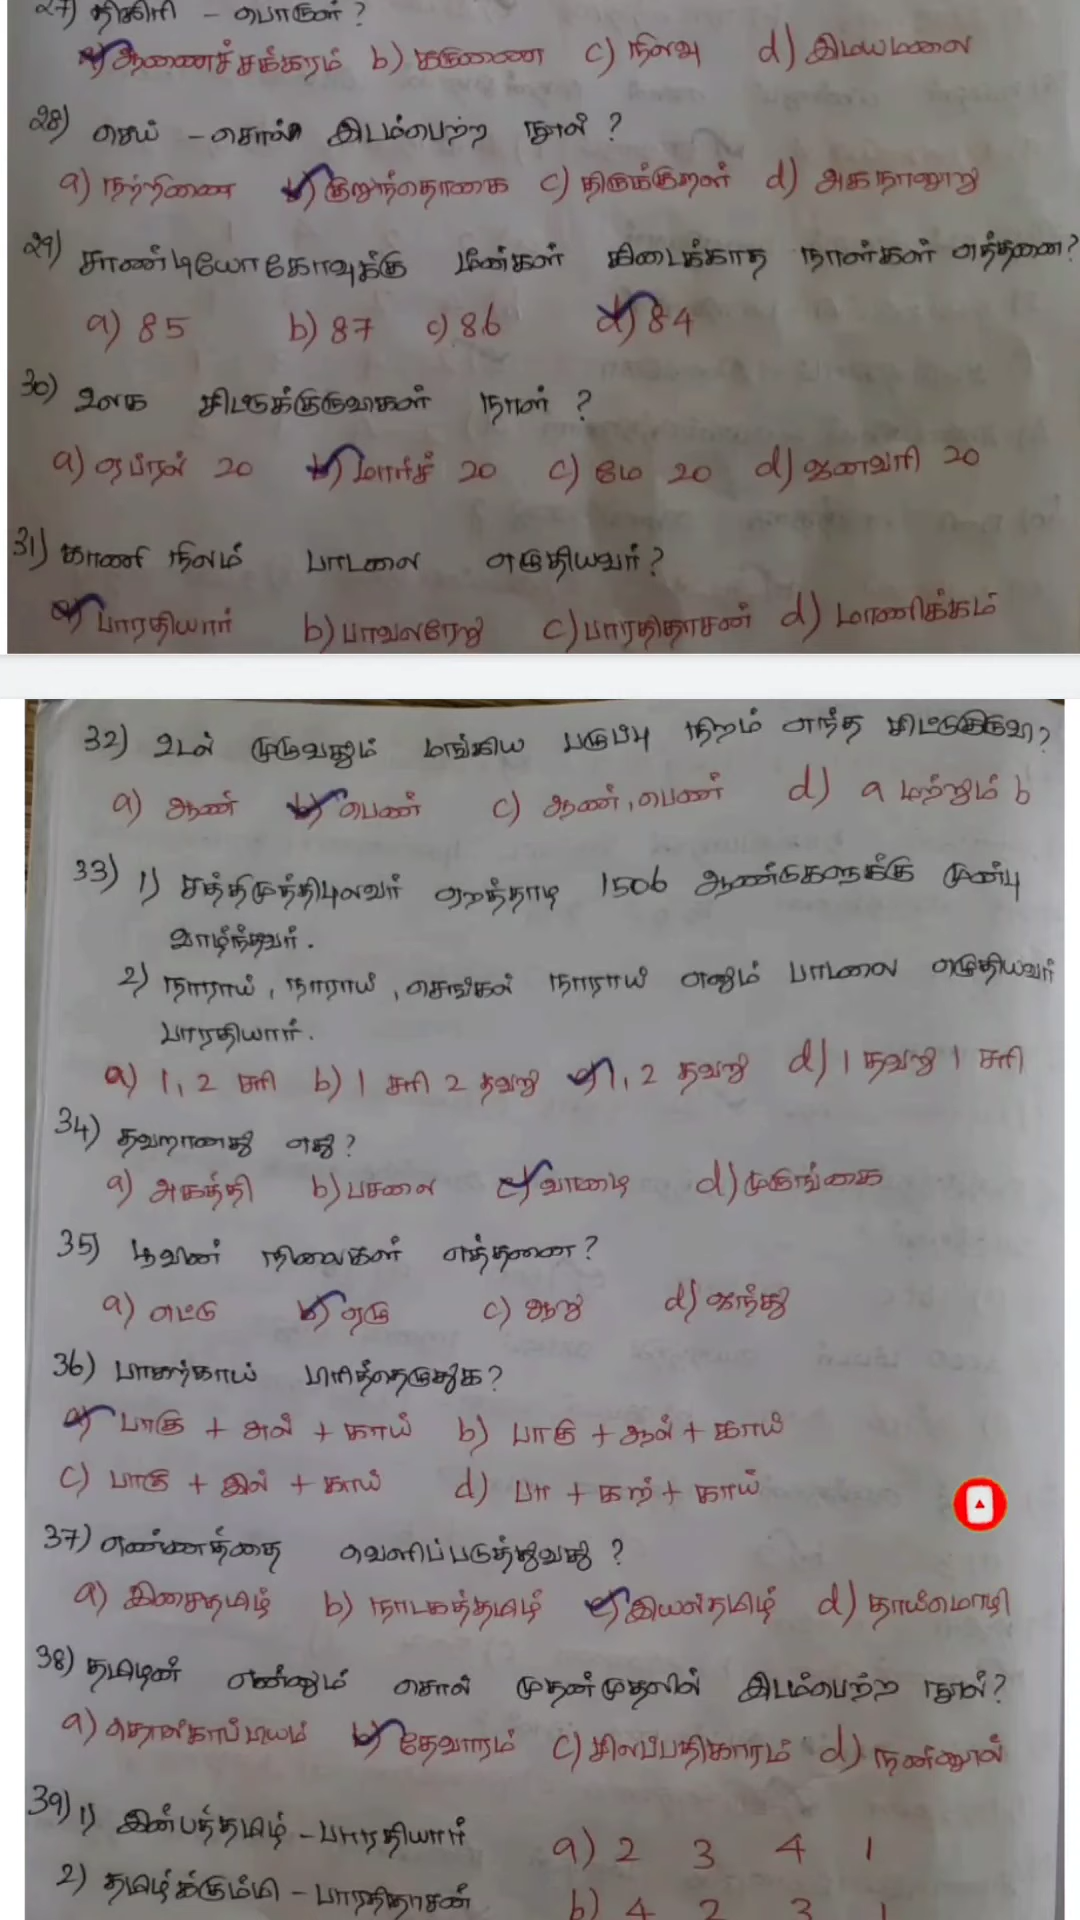 27) திகிரி - பொருள் ?
a) ஆணைச்சக்கரம் b) கருணை c) நிலவு d) இமயமலை
28) செய் - சொல் இடம்பெற்ற நூல் ?
a) நற்றிணை b) குறுந்தொகை c) திருக்குறள் d) அகநானூறு
29) சாண்டியோகோவுக்கு மீன்கள் கிடைக்காத நாள்கள் எத்தனை?
a) 85 b) 87 c) 86 d) 84
30) உலக சிட்டுக்குருவிகள் நாள் ?
a) ஏப்ரல் 20 b) மார்ச் 20 c) மே 20 d) ஜனவரி 20
31) காணி நிலம் பாடலை எழுதியவர் ?
a) பாரதியார் b) பாவலரேறு c) பாரதிதாசன் d) மாணிக்கம்
32) உடல் முழுவதும் மங்கிய பழுப்பு நிறம் எந்த சிட்டுகுருவி?
a) ஆண் b) பெண் c) ஆண், பெண் d) a மற்றும் b
33) 1) சத்திமுத்திபுலவர் ஏறத்தாழ 1506 ஆண்டுகளுக்கு முன்பு
வாழ்ந்தவர்.
2) நாராய், நாராய், செங்கல் நாராய் எனும் பாடலை எழுதியவர்
பாரதியார்.
a) 1, 2 சரி b) 1 சரி 2 தவறு c) 1, 2 தவறு d) 1 தவறு 1 சரி
34) தவறானது எது?
a) அகத்தி b) பசலை c) வாழை d) முருங்கை
35) பூவின் நிலைகள் எத்தனை?
a) எட்டு b) ஏழு c) ஆறு d) ஐந்து
36) பாகற்காய் பிரித்தெழுதுக?
a) பாகு + அல் + காய் b) பாகு + ஆல் + காய்
c) பாகு + இல் + காய் d) பா + கற் + காய்
37) எண்ணத்தை வெளிப்படுத்துவது ?
a) இசைதமிழ் b) நாடகத்தமிழ் c) இயல்தமிழ் d) தாய்மொழி
38) தமிழன் என்னும் சொல் முதன்முதலில் இடம்பெற்ற நூல்?
a) தொல்காப்பியம் b) தேவாரம் c) சிலப்பதிகாரம் d) நன்னூல்
39) 1) இன்பத்தமிழ் - பாரதியார் a) 2 3 4 1
2) தமிழ்க்கும்மி - பாரதிதாசன் b) 4 2 3 1